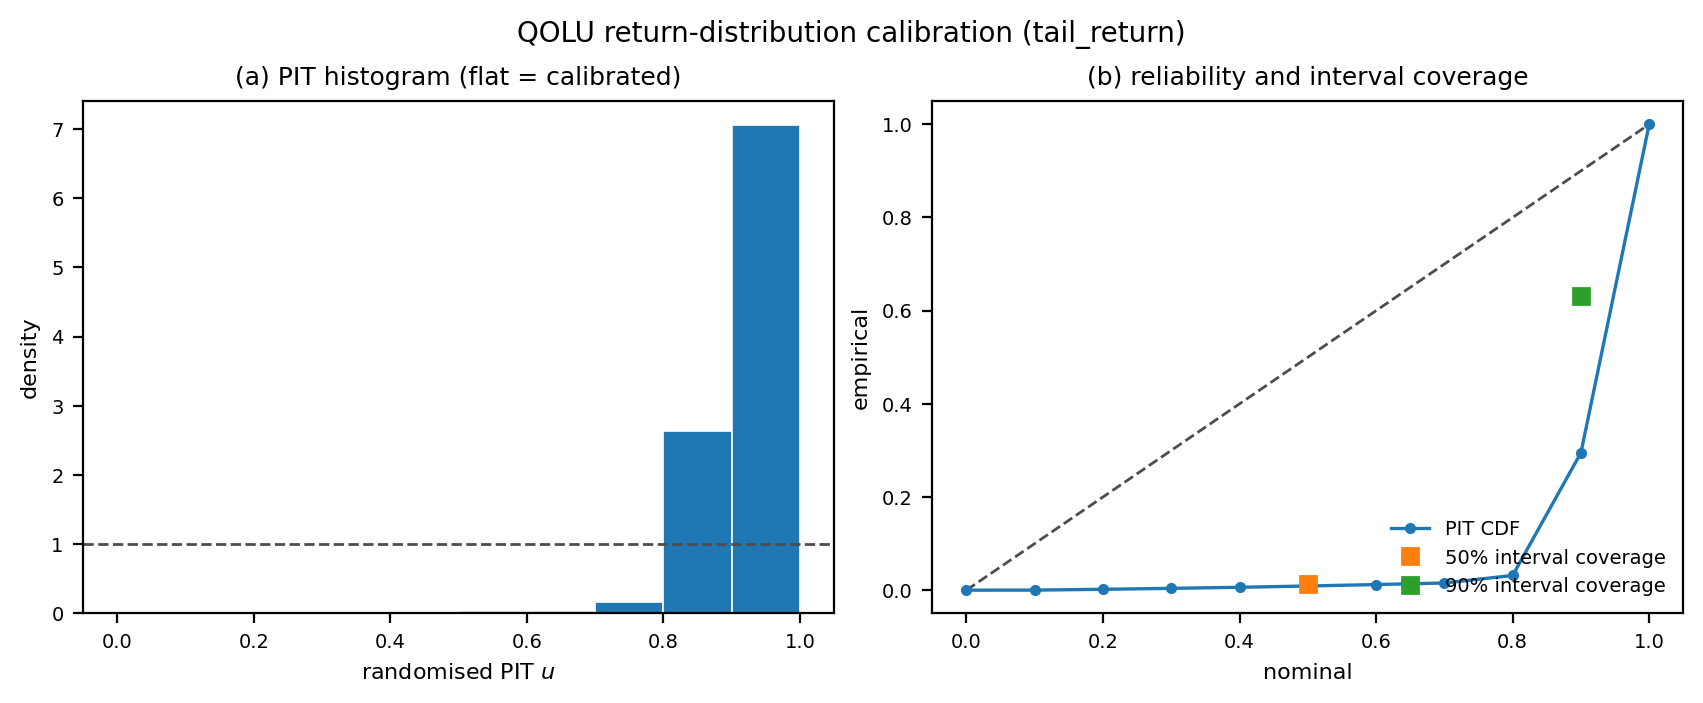 QOLU return-distribution calibration (tail_return)
(a) PIT histogram (flat = calibrated)
7
6
5
4
3
2
1
0
density
0.0 0.2 0.4 0.6 0.8 1.0
randomised PIT u
(b) reliability and interval coverage
1.0
0.8
0.6
0.4
0.2
0.0
empirical
PIT CDF
50% interval coverage
90% interval coverage
0.0 0.2 0.4 0.6 0.8 1.0
nominal